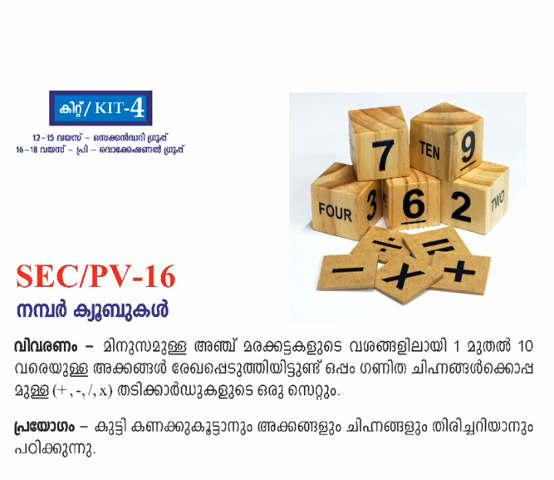 കിറ്റ് / KIT-4
12-15 വയസ് - സെക്കൻഡറി ഗ്രൂപ്പ്
16-18 വയസ് - പ്രീ - വൊക്കേഷണൽ ഗ്രൂപ്പ്
7
TEN 9
FOUR 3 6 2 TWO
÷ =
- × +
SEC/PV-16
നമ്പർ ക്യൂബുകൾ
വിവരണം – മിനുസമുള്ള അഞ്ച് മരക്കട്ടകളുടെ വശങ്ങളിലായി 1 മുതൽ 10
വരെയുള്ള അക്കങ്ങൾ രേഖപ്പെടുത്തിയിട്ടുണ്ട് ഒപ്പം ഗണിത ചിഹ്നങ്ങൾക്കൊപ്പ
മുള്ള (+ , -, /, x) തടിക്കാർഡുകളുടെ ഒരു സെറ്റും.
പ്രയോഗം – കുട്ടി കണക്കുകൂട്ടാനും അക്കങ്ങളും ചിഹ്നങ്ങളും തിരിച്ചറിയാനും
പഠിക്കുന്നു.